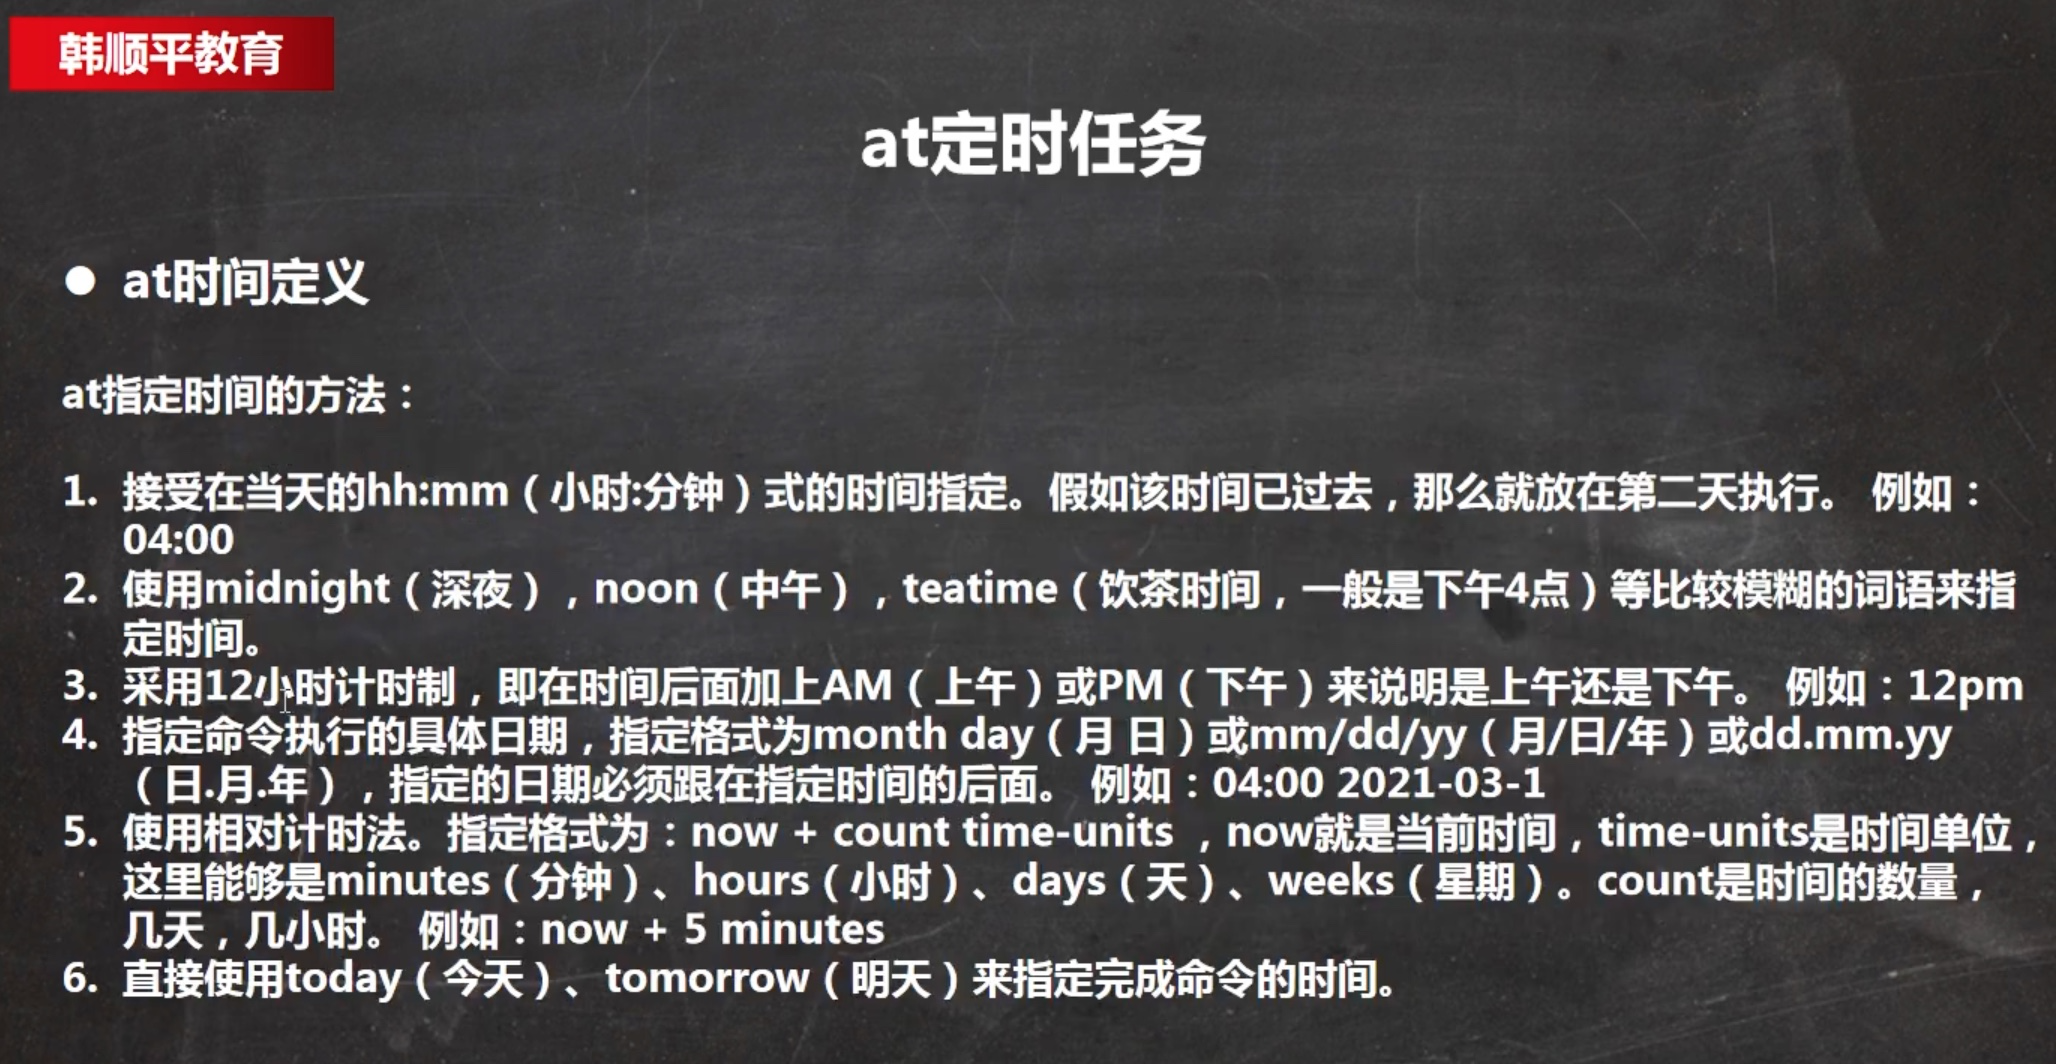 韩顺平教育
at定时任务
● at时间定义
at指定时间的方法：
1. 接受在当天的hh:mm（小时:分钟）式的时间指定。假如该时间已过去，那么就放在第二天执行。 例如：
04:00
2. 使用midnight（深夜），noon（中午），teatime（饮茶时间，一般是下午4点）等比较模糊的词语来指
定时间。
3. 采用12小时计时制，即在时间后面加上AM（上午）或PM（下午）来说明是上午还是下午。 例如：12pm
4. 指定命令执行的具体日期，指定格式为month day（月 日）或mm/dd/yy（月/日/年）或dd.mm.yy
（日.月.年），指定的日期必须跟在指定时间的后面。 例如：04:00 2021-03-1
5. 使用相对计时法。指定格式为：now + count time-units ，now就是当前时间，time-units是时间单位，
这里能够是minutes（分钟）、hours（小时）、days（天）、weeks（星期）。count是时间的数量，
几天，几小时。 例如：now + 5 minutes
6. 直接使用today（今天）、tomorrow（明天）来指定完成命令的时间。